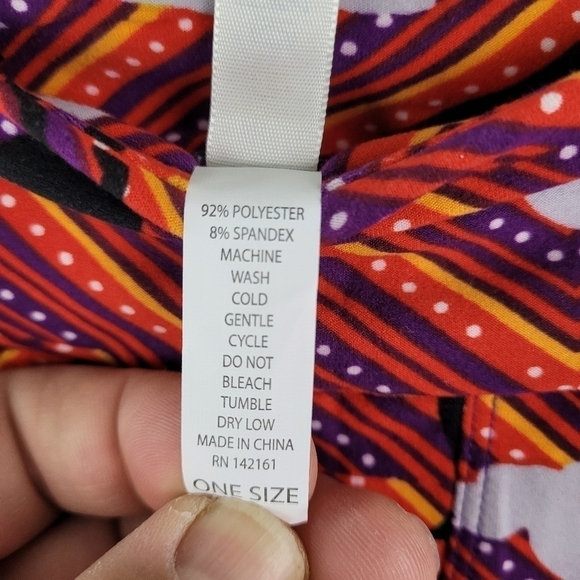 92% POLYESTER
8% SPANDEX
MACHINE
WASH
COLD
GENTLE
CYCLE
DO NOT
BLEACH
TUMBLE
DRY LOW
MADE IN CHINA
RN 142161
ONE SIZE